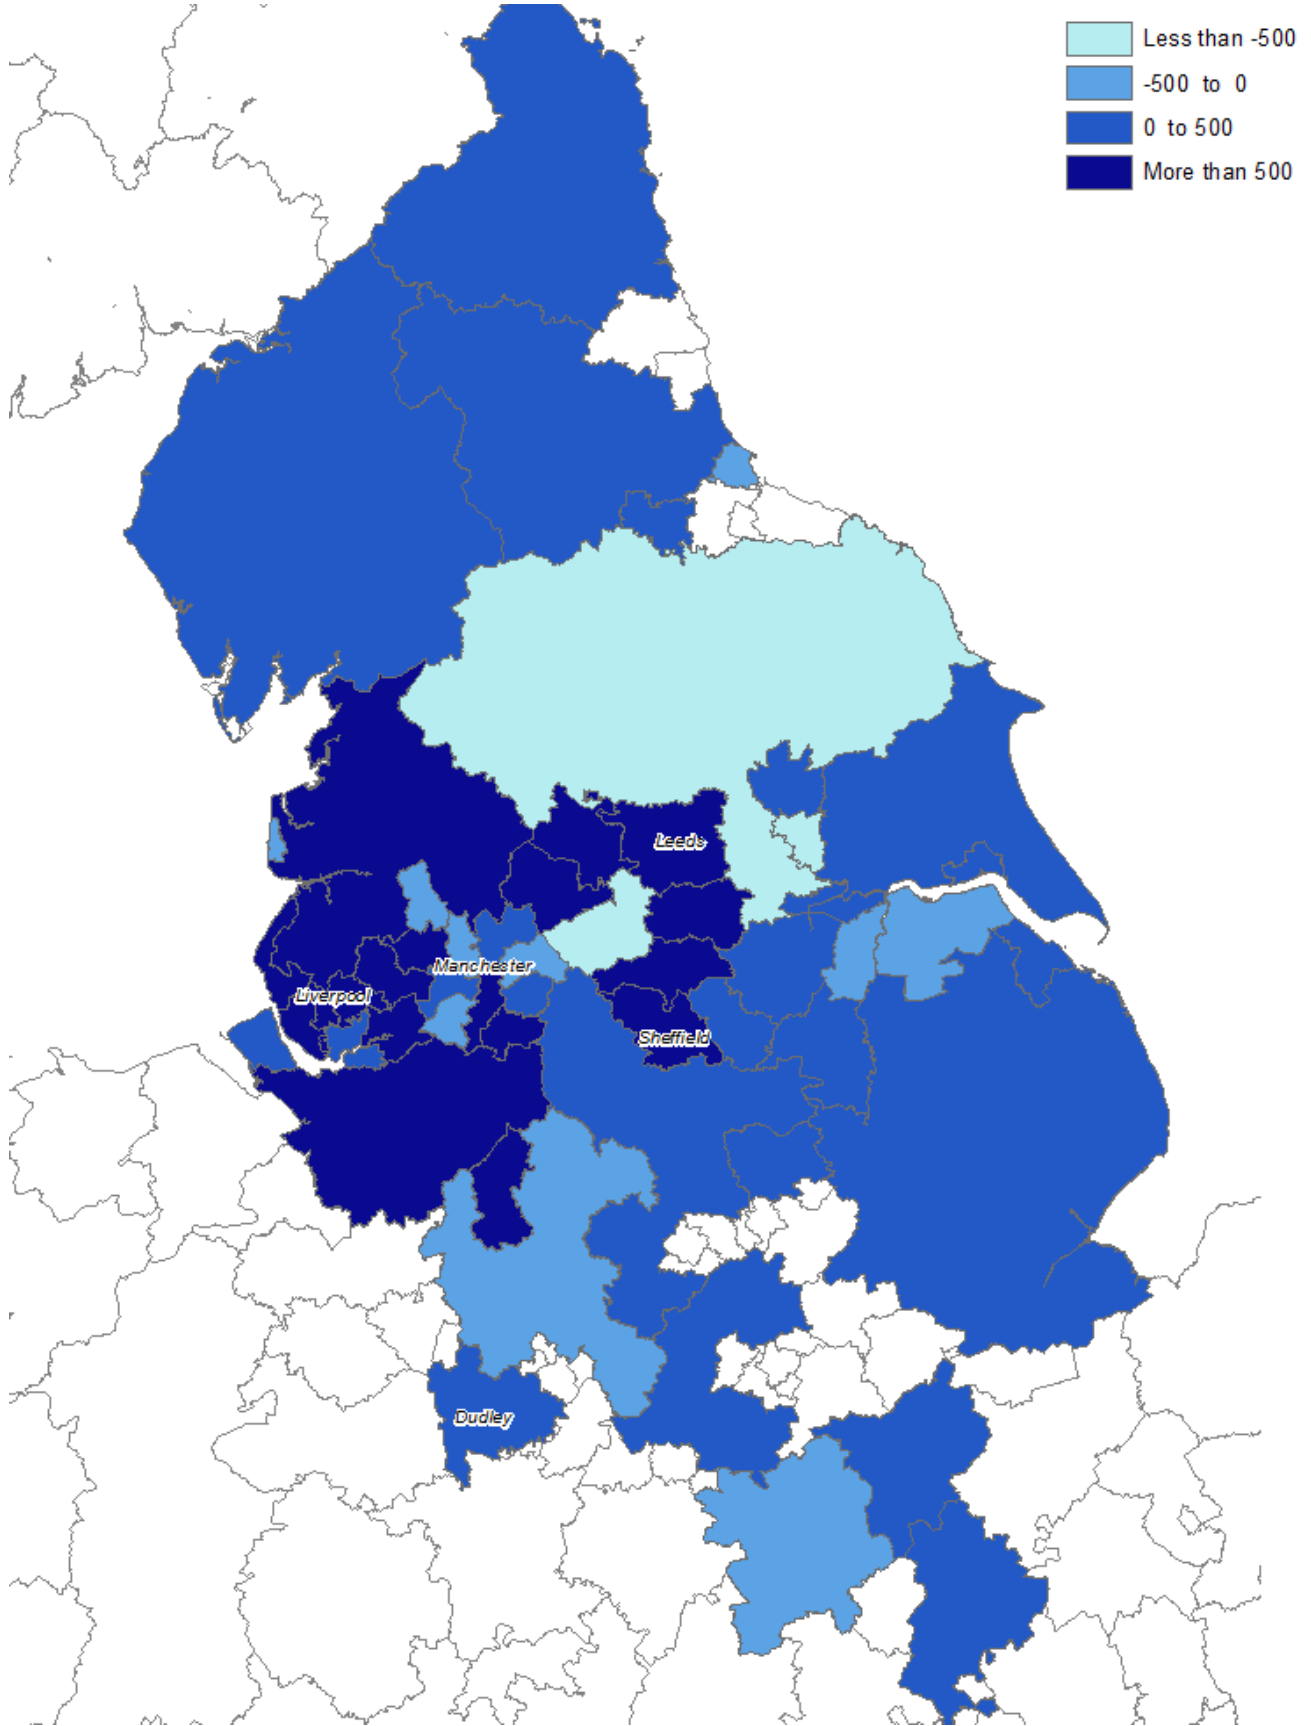 Less than -500
-500 to 0
0 to 500
More than 500
Leeds
Manchester
Liverpool
Sheffield
Dudley